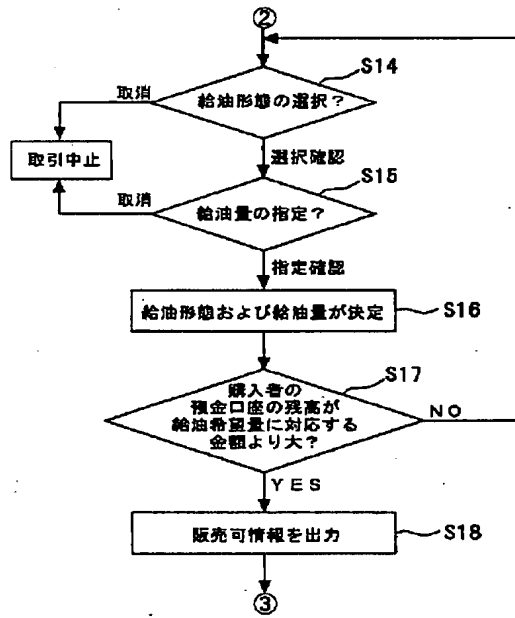 ②
S14
取消
給油形態の選択?
取引中止
選択確認
S15
取消
給油量の指定?
指定確認
給油形態および給油量が決定
S16
S17
購入者の
預金口座の残高が
給油希望量に対応する
金額より大?
NO
YES
販売可情報を出力
S18
③